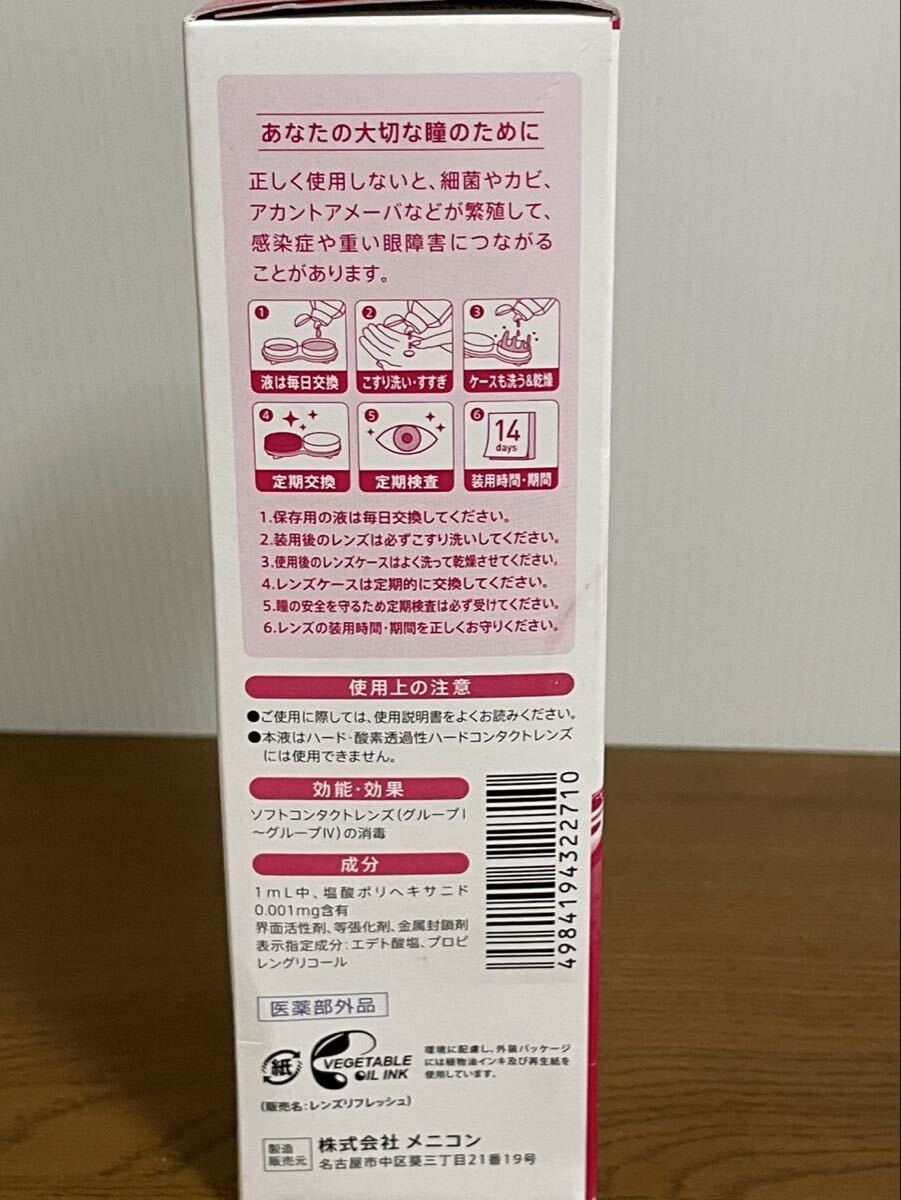 あなたの大切な瞳のために
正しく使用しないと、細菌やカビ、
アカントアメーバなどが繁殖して、
感染症や重い眼障害につながる
ことがあります。
1
液は毎日交換
2
こすり洗い・すすぎ
3
ケースも洗う&乾燥
4
定期交換
5
定期検査
6
14
days
装用時間・期間
1.保存用の液は毎日交換してください。
2.装用後のレンズは必ずこすり洗いしてください。
3.使用後のレンズケースはよく洗って乾燥させてください。
4.レンズケースは定期的に交換してください。
5.瞳の安全を守るため定期検査は必ず受けてください。
6.レンズの装用時間・期間を正しくお守りください。
使用上の注意
●ご使用に際しては、使用説明書をよくお読みください。
●本液はハード・酸素透過性ハードコンタクトレンズ
には使用できません。
効能・効果
ソフトコンタクトレンズ(グループI
~グループIV)の消毒
成分
1mL中、塩酸ポリヘキサニド
0.001mg含有
界面活性剤、等張化剤、金属封鎖剤
表示指定成分:エデト酸塩、プロピ
レングリコール
4984194322710
医薬部外品
紙
VEGETABLE
OIL INK
環境に配慮し、外装パッケージ
には植物油インキ及び再生紙を
使用しています。
(販売名:レンズリフレッシュ)
製造
販売元
株式会社 メニコン
名古屋市中区葵三丁目21番19号